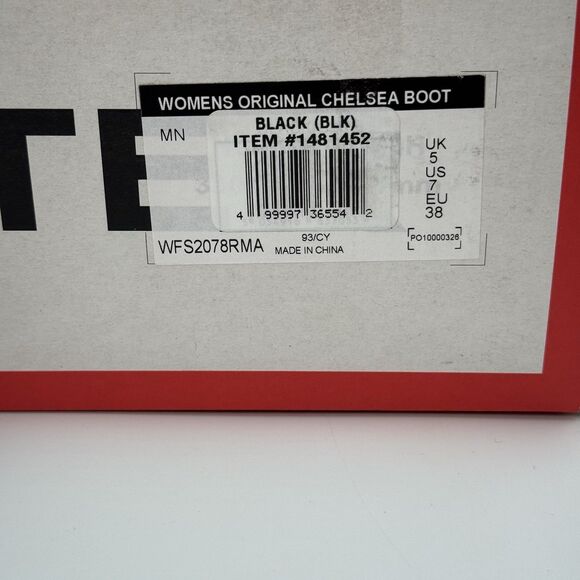 TE
WOMENS ORIGINAL CHELSEA BOOT
MN
BLACK (BLK)
ITEM #1481452
4 99997 36554 2
UK
5
US
7
EU
38
WFS2078RMA
93/CY
MADE IN CHINA
PO10000326